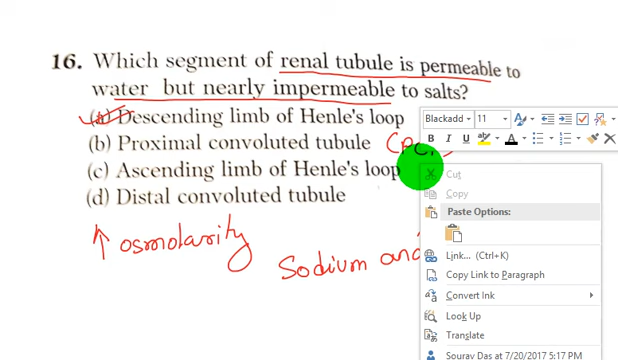 16. Which segment of renal tubule is permeable to
water but nearly impermeable to salts?
(a) Descending limb of Henle's loop
(b) Proximal convoluted tubule
(c) Ascending limb of Henle's loop
(d) Distal convoluted tubule
↑ osmolarity
Sodium and
Blackadd 11
B I U
Cut
Copy
Paste Options:
Link... (Ctrl+K)
Copy Link to Paragraph
Convert Ink
Look Up
Translate
Sourav Das at 7/20/2017 5:17 PM